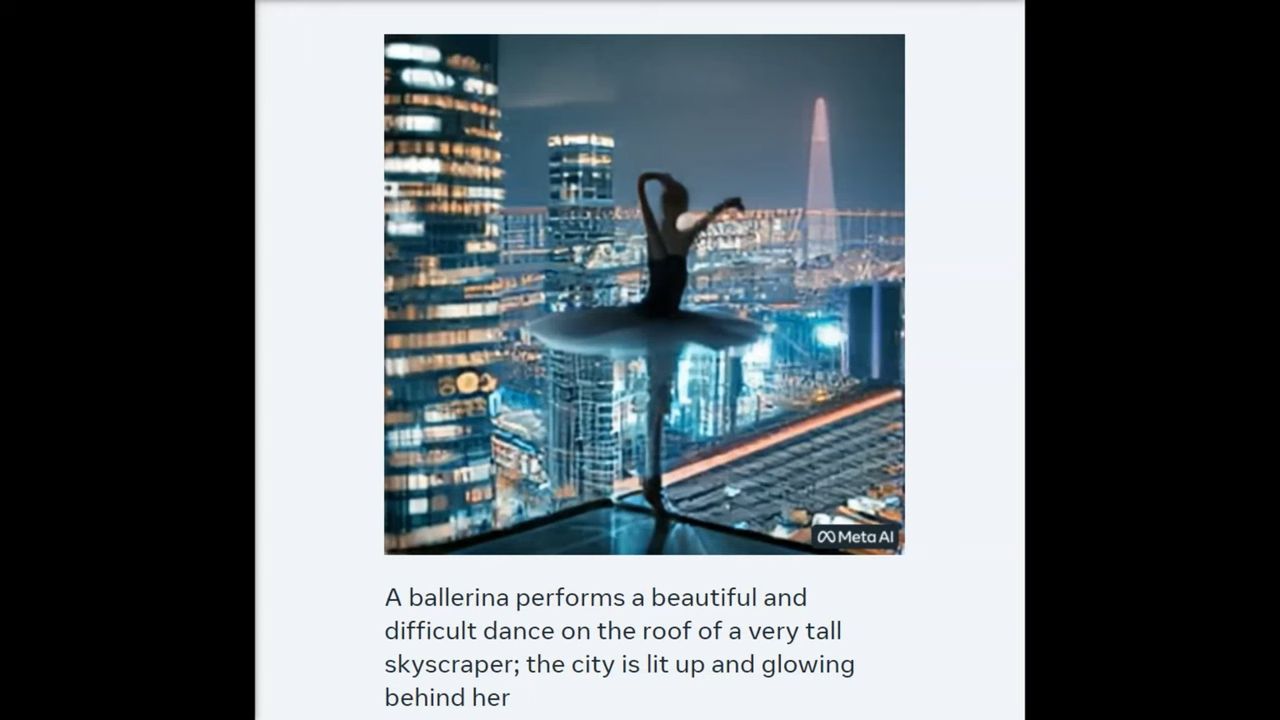 Meta AI
A ballerina performs a beautiful and
difficult dance on the roof of a very tall
skyscraper; the city is lit up and glowing
behind her